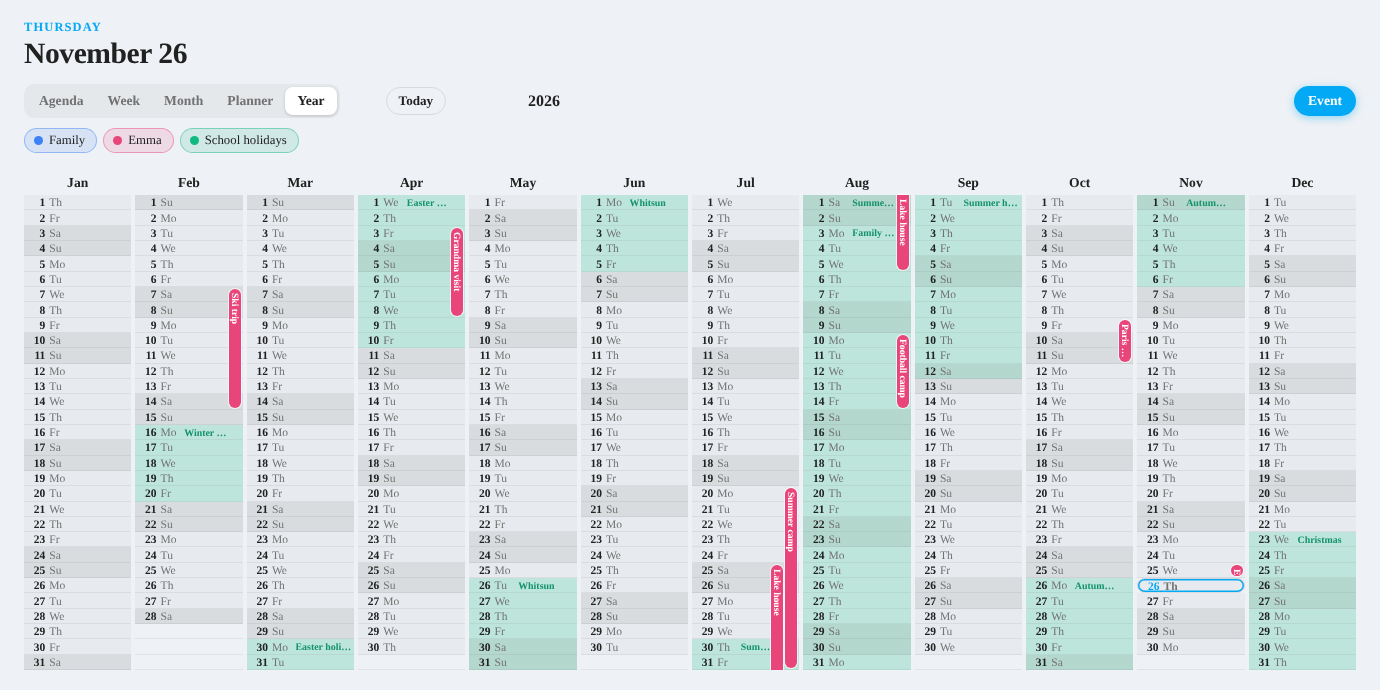 THURSDAY
November 26
Agenda Week Month Planner Year Today 2026 Event
Family Emma School holidays
Jan Feb Mar Apr May Jun Jul Aug Sep Oct Nov Dec
1 Th 1 Su 1 Su 1 We Easter ... 1 Fr 1 Mo Whitsun 1 We 1 Sa Summe... 1 Tu Summer h... 1 Th 1 Su Autum... 1 Tu
2 Fr 2 Mo 2 Mo 2 Th 2 Sa 2 Tu 2 Th 2 Su 2 We 2 Fr 2 Mo 2 We
3 Sa 3 Tu 3 Tu 3 Fr 3 Su 3 We 3 Fr 3 Mo Family ... 3 Th 3 Sa 3 Tu 3 Th
4 Su 4 We 4 We 4 Sa 4 Mo 4 Th 4 Sa 4 Tu 4 Fr 4 Su 4 We 4 Fr
5 Mo 5 Th 5 Th 5 Su 5 Tu 5 Fr 5 Su 5 We 5 Sa 5 Mo 5 Th 5 Sa
6 Tu 6 Fr 6 Fr 6 Mo 6 We 6 Sa 6 Mo 6 Th 6 Su 6 Tu 6 Fr 6 Su
7 We 7 Sa 7 Sa 7 Tu 7 Th 7 Su 7 Tu 7 Fr 7 Mo 7 We 7 Sa 7 Mo
8 Th 8 Su 8 Su 8 We 8 Fr 8 Mo 8 We 8 Sa 8 Tu 8 Th 8 Su 8 Tu
9 Fr 9 Mo 9 Mo 9 Th 9 Sa 9 Tu 9 Th 9 Su 9 We 9 Fr 9 Mo 9 We
10 Sa 10 Tu 10 Tu 10 Fr 10 Su 10 We 10 Fr 10 Mo 10 Th 10 Sa 10 Tu 10 Th
11 Su 11 We 11 We 11 Sa 11 Mo 11 Th 11 Sa 11 Tu 11 Fr 11 Su 11 We 11 Fr
12 Mo 12 Th 12 Th 12 Su 12 Tu 12 Fr 12 Su 12 We 12 Sa 12 Mo 12 Th 12 Sa
13 Tu 13 Fr 13 Fr 13 Mo 13 We 13 Sa 13 Mo 13 Th 13 Su 13 Tu 13 Fr 13 Su
14 We 14 Sa 14 Sa 14 Tu 14 Th 14 Su 14 Tu 14 Fr 14 Mo 14 We 14 Sa 14 Mo
15 Th 15 Su 15 Su 15 We 15 Fr 15 Mo 15 We 15 Sa 15 Tu 15 Th 15 Su 15 Tu
16 Fr 16 Mo Winter ... 16 Mo 16 Th 16 Sa 16 Tu 16 Th 16 Su 16 We 16 Fr 16 Mo 16 We
17 Sa 17 Tu 17 Tu 17 Fr 17 Su 17 We 17 Fr 17 Mo 17 Th 17 Sa 17 Tu 17 Th
18 Su 18 We 18 We 18 Sa 18 Mo 18 Th 18 Sa 18 Tu 18 Fr 18 Su 18 We 18 Fr
19 Mo 19 Th 19 Th 19 Su 19 Tu 19 Fr 19 Su 19 We 19 Sa 19 Mo 19 Th 19 Sa
20 Tu 20 Fr 20 Fr 20 Mo 20 We 20 Sa 20 Mo 20 Th 20 Su 20 Tu 20 Fr 20 Su
21 We 21 Sa 21 Sa 21 Tu 21 Th 21 Su 21 Tu 21 Fr 21 Mo 21 We 21 Sa 21 Mo
22 Th 22 Su 22 Su 22 We 22 Fr 22 Mo 22 We 22 Sa 22 Tu 22 Th 22 Su 22 Tu
23 Fr 23 Mo 23 Mo 23 Th 23 Sa 23 Tu 23 Th 23 Su 23 We 23 Fr 23 Mo 23 We Christmas
24 Sa 24 Tu 24 Tu 24 Fr 24 Su 24 We 24 Fr 24 Mo 24 Th 24 Sa 24 Tu 24 Th
25 Su 25 We 25 We 25 Sa 25 Mo 25 Th 25 Sa 25 Tu 25 Fr 25 Su 25 We 25 Fr
26 Mo 26 Th 26 Th 26 Su 26 Tu Whitsun 26 Fr 26 Su 26 We 26 Sa 26 Mo Autum... 26 Th 26 Sa
27 Tu 27 Fr 27 Fr 27 Mo 27 We 27 Sa 27 Mo 27 Th 27 Su 27 Tu 27 Fr 27 Su
28 We 28 Sa 28 Sa 28 Tu 28 Th 28 Su 28 Tu 28 Fr 28 Mo 28 We 28 Sa 28 Mo
29 Th 29 Su 29 We 29 Fr 29 Mo 29 We 29 Sa 29 Tu 29 Th 29 Su 29 Tu
30 Fr 30 Mo Easter holi... 30 Th 30 Sa 30 Tu 30 Th Sum... 30 Su 30 We 30 Fr 30 Mo 30 We
31 Sa 31 Tu 31 Su 31 Fr 31 Mo 31 Sa 31 Th
Ski trip
Grandma visit
Summer camp
Lake house
Lake house
Football camp
Paris ...
E